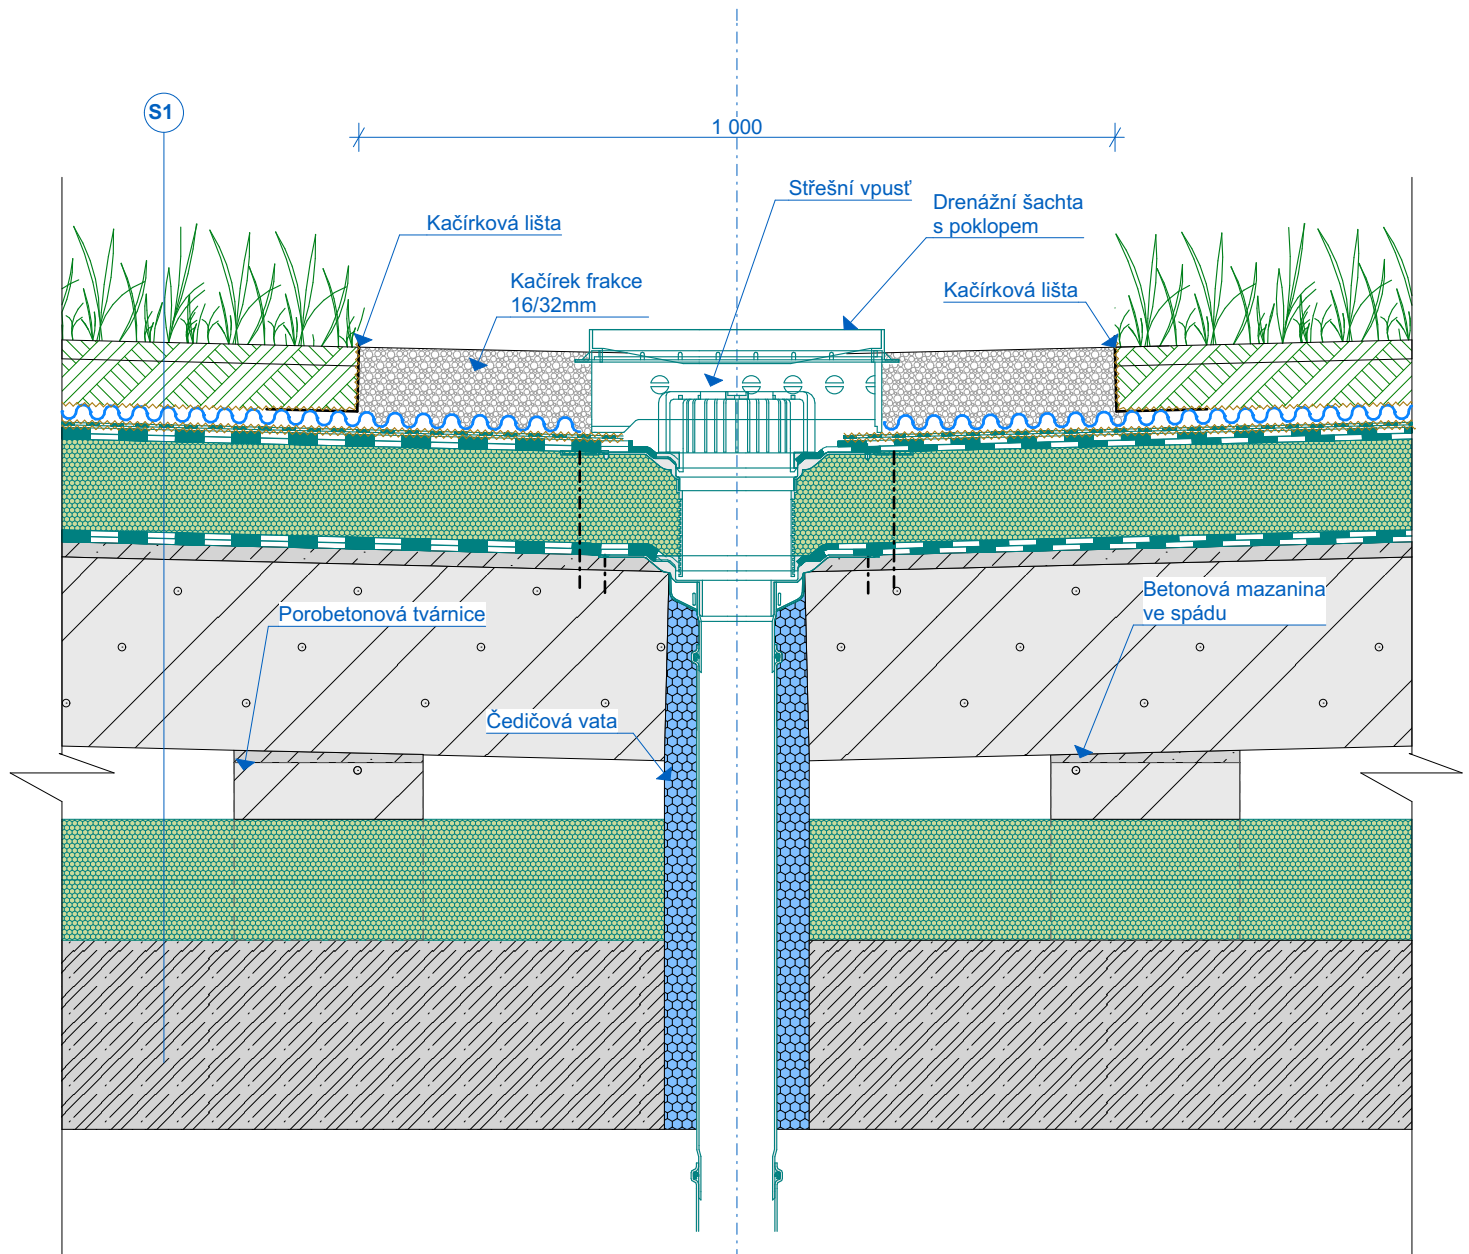 S1
1 000
Střešní vpusť
Drenážní šachta
s poklopem
Kačírková lišta
Kačírek frakce
16/32mm
Kačírková lišta
Porobetonová tvárnice
Betonová mazanina
ve spádu
Čedičová vata